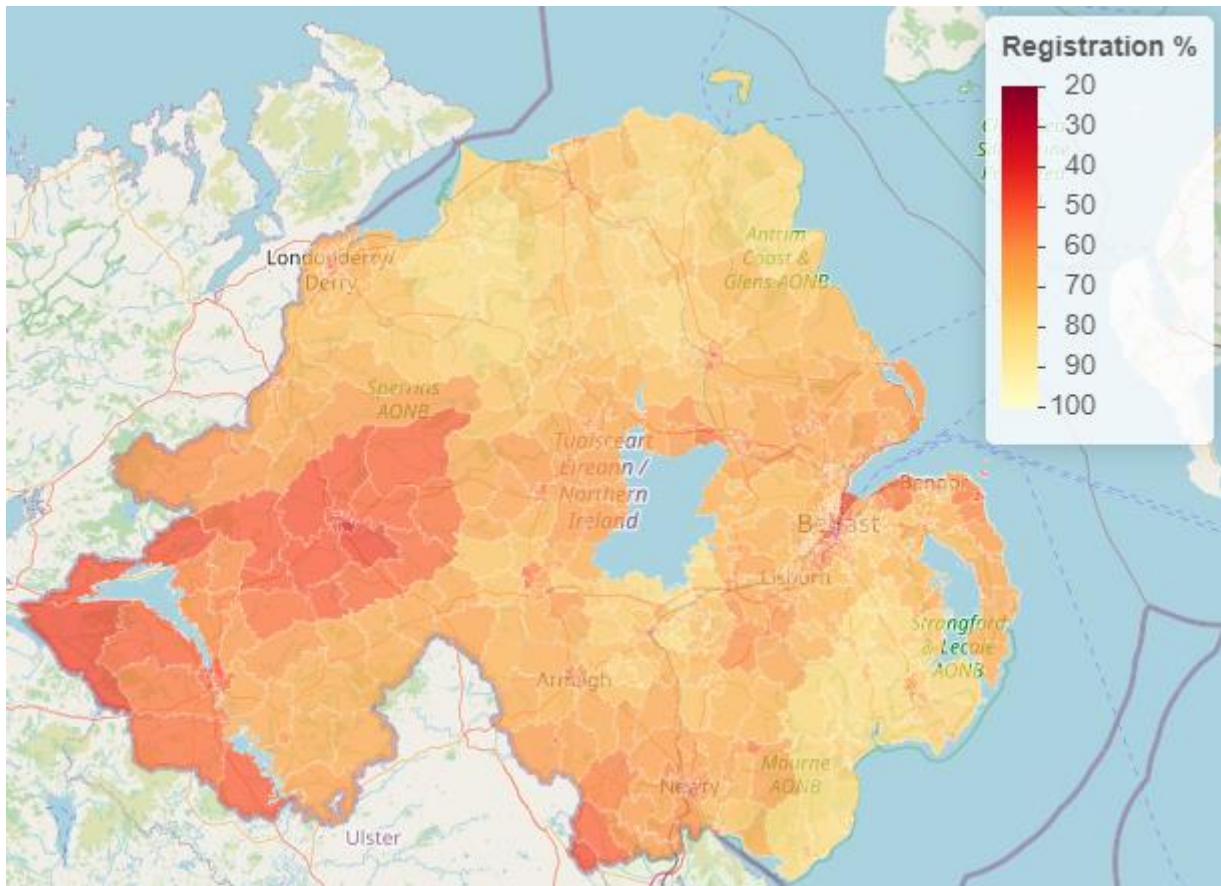 Registration %
20
30
40
50
60
70
80
90
100
Londonderry/
Derry
Antrim
Coast &
Glens AONB
Sperrins
AONB
Tuaisceart
Éireann /
Northern
Ireland
Bangor
Belfast
Lisburn
Strangford
& Lecale
AONB
Armagh
Newry
Mourne
AONB
Ulster